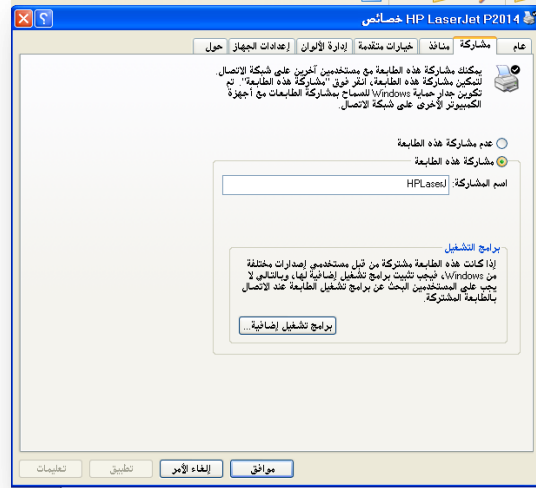 HP LaserJet P2014 خصائص
عام مشاركة منافذ خيارات متقدمة إدارة الألوان إعدادات الجهاز حول
يمكنك مشاركة هذه الطابعة مع مستخدمين آخرين على شبكة الاتصال.
لتمكين مشاركة هذه الطابعة، انقر فوق "مشاركة هذه الطابعة". تم
تكوين جدار حماية Windows للسماح بمشاركة الطابعات مع أجهزة
الكمبيوتر الأخرى على شبكة الاتصال.
عدم مشاركة هذه الطابعة
مشاركة هذه الطابعة
اسم المشاركة: HPLaserJ
برامج التشغيل
إذا كانت هذه الطابعة مشتركة من قبل مستخدمي إصدارات مختلفة
من Windows، فيجب تثبيت برامج تشغيل إضافية لها، وبالتالي لا
يجب على المستخدمين البحث عن برامج تشغيل الطابعة عند الاتصال
بالطابعة المشتركة.
برامج تشغيل إضافية...
موافق إلغاء الأمر تطبيق تعليمات